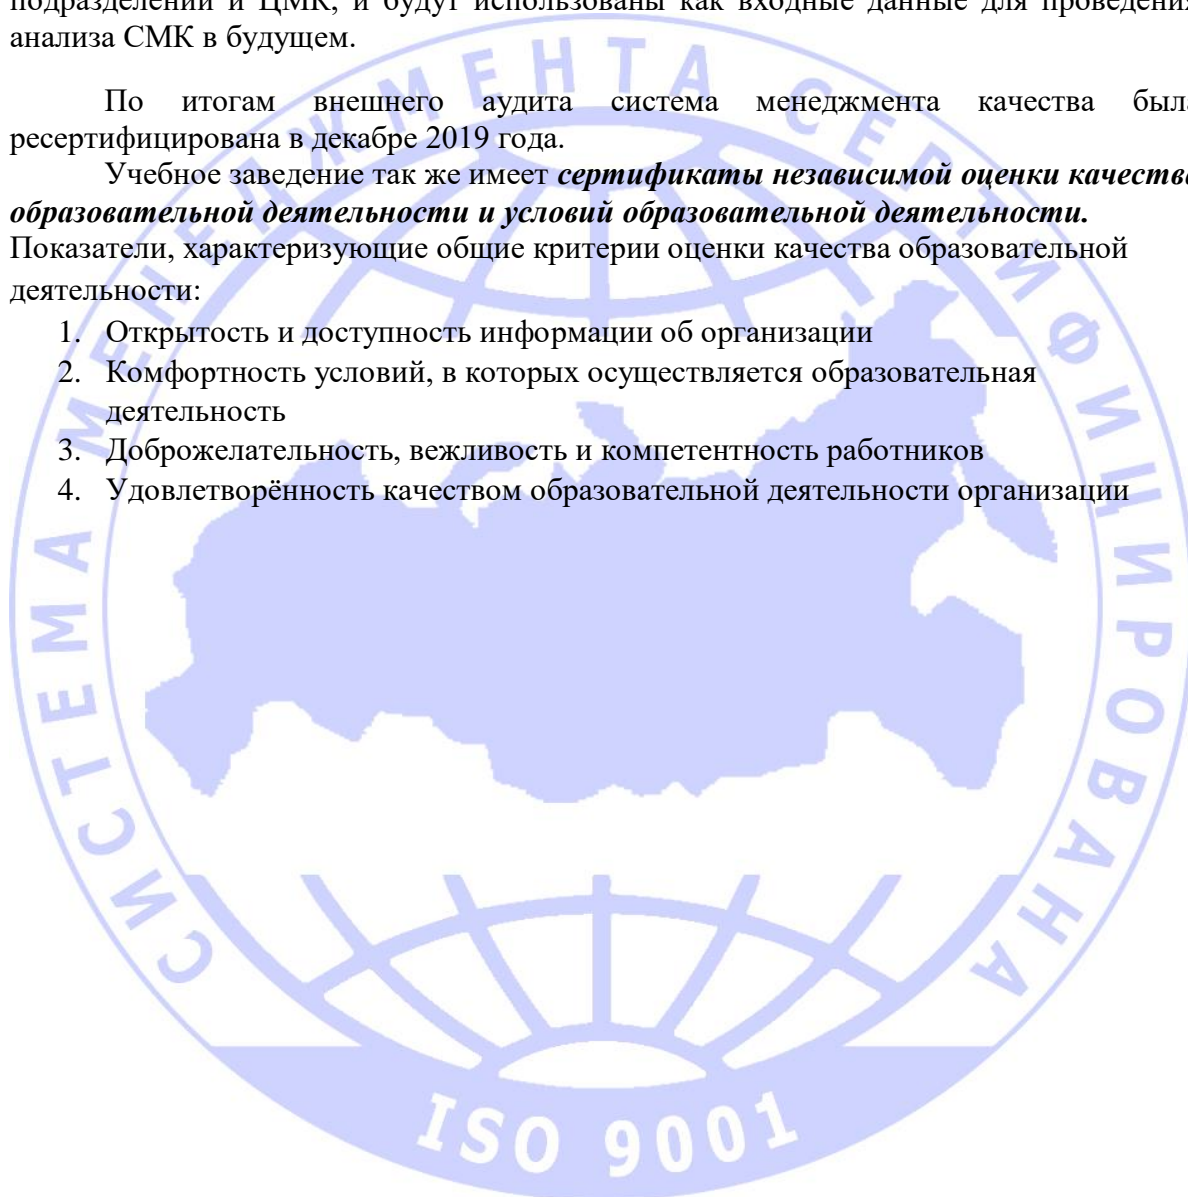 подразделений и ЦМК, и будут использованы как входные данные для проведения
анализа СМК в будущем.
По итогам внешнего аудита система менеджмента качества была
ресертифицирована в декабре 2019 года.
Учебное заведение так же имеет сертификаты независимой оценки качества
образовательной деятельности и условий образовательной деятельности.
Показатели, характеризующие общие критерии оценки качества образовательной
деятельности:
1. Открытость и доступность информации об организации
2. Комфортность условий, в которых осуществляется образовательная
деятельность
3. Доброжелательность, вежливость и компетентность работников
4. Удовлетворённость качеством образовательной деятельности организации
СИСТЕМА МЕНЕДЖМЕНТА СЕРТИФИЦИРОВАНА
ISO 9001